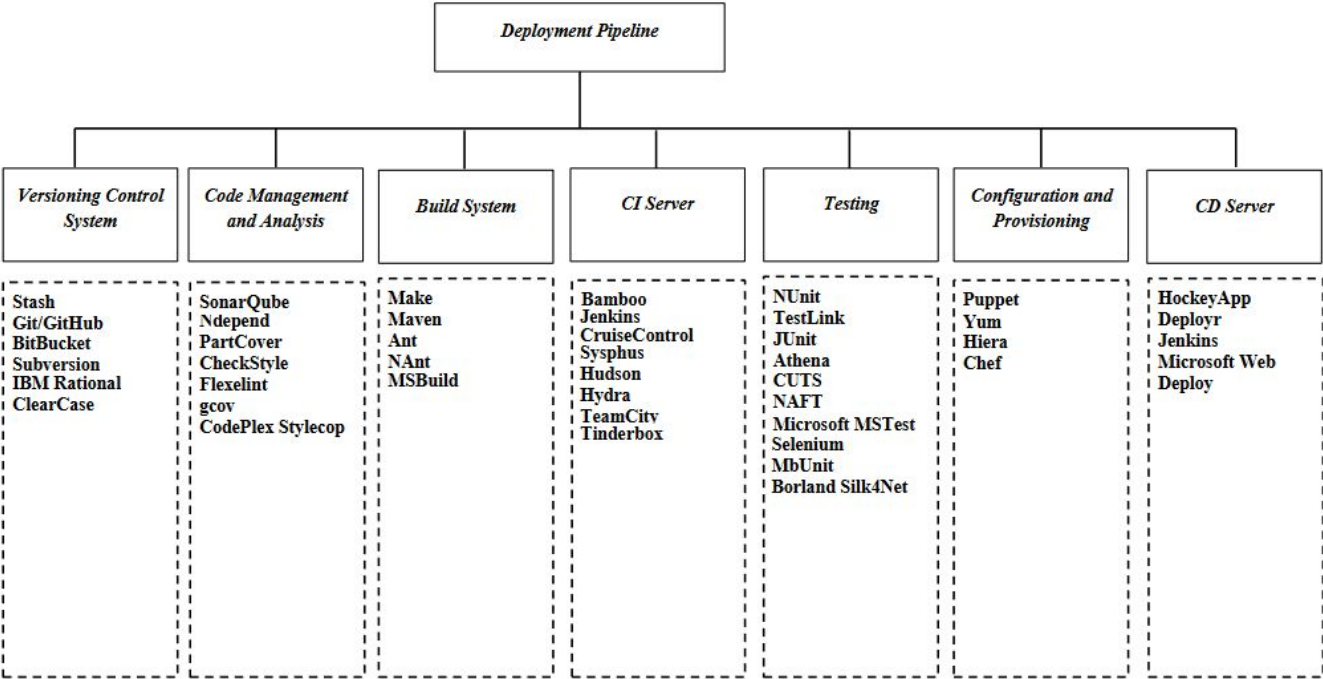 Deployment Pipeline
Versioning Control
System
Code Management
and Analysis
Build System
CI Server
Testing
Configuration and
Provisioning
CD Server
Stash
Git/GitHub
BitBucket
Subversion
IBM Rational
ClearCase
SonarQube
Ndepend
PartCover
CheckStyle
Flexelint
gcov
CodePlex Stylecop
Make
Maven
Ant
NAnt
MSBuild
Bamboo
Jenkins
CruiseControl
Sysphus
Hudson
Hydra
TeamCity
Tinderbox
NUnit
TestLink
JUnit
Athena
CUTS
NAFT
Microsoft MSTest
Selenium
MbUnit
Borland Silk4Net
Puppet
Yum
Hiera
Chef
HockeyApp
Deployr
Jenkins
Microsoft Web
Deploy